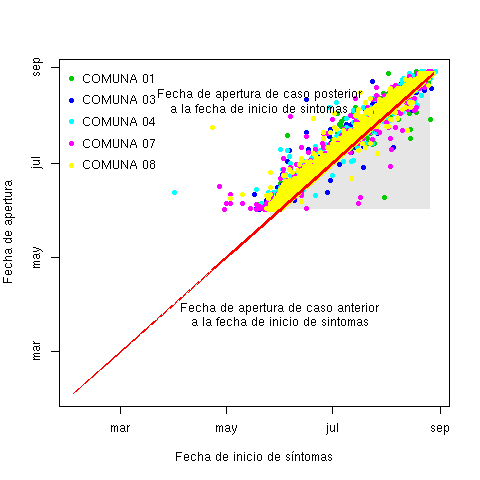 sep
COMUNA 01
Fecha de apertura de caso posterior
COMUNA 03
a la fecha de inicio de sintomas
COMUNA 04
COMUNA 07
jul
COMUNA 08
Fecha de apertura
may
Fecha de apertura de caso anterior
a la fecha de inicio de sintomas
mar
mar
may
jul
sep
Fecha de inicio de síntomas